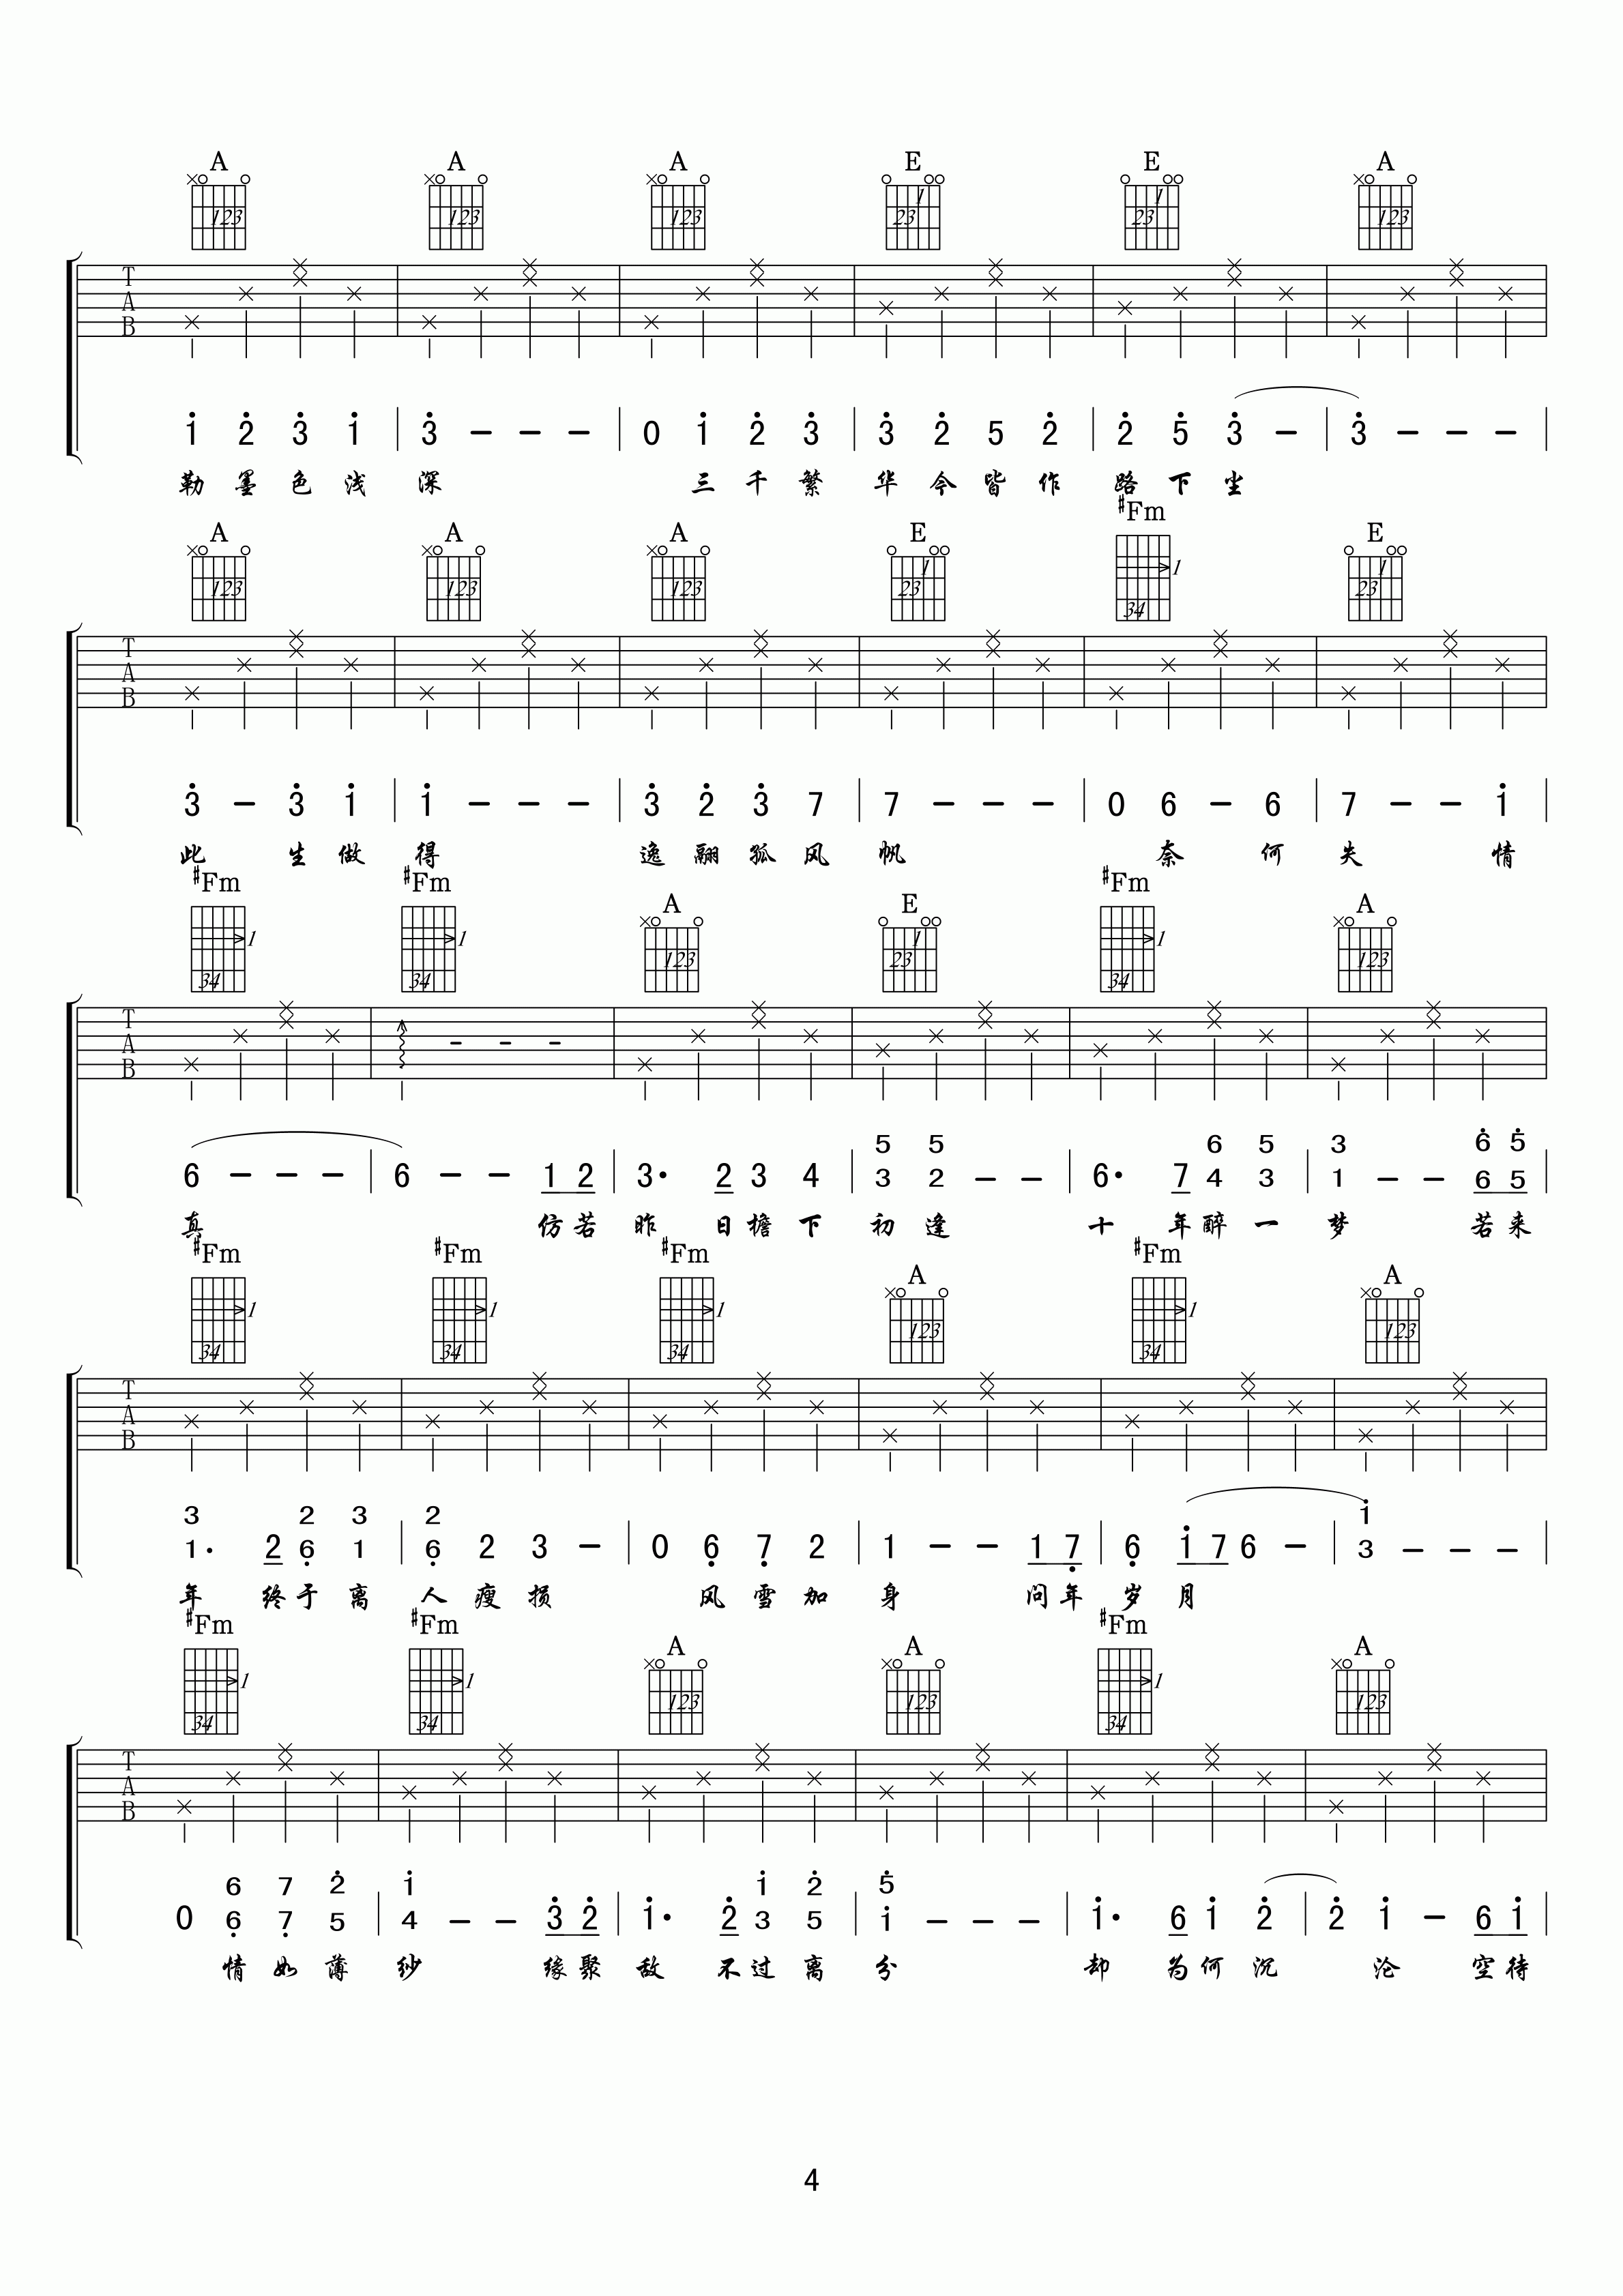 A A A E E A
T
A
B
1 2 3 1 3 - - - 0 1 2 3 3 2 5 2 2 5 3 - 3 - - -
勒 墨 色 浅 深 三 千 繁 华 今 皆 作 路 下 尘
A A A E #Fm E
T
A
B
3 - 3 1 1 - - - 3 2 3 7 7 - - - 0 6 - 6 7 - - 1
此 生 做 得 逸 翮 孤 风 帆 奈 何 失 情
#Fm #Fm A E #Fm A
T
A
B
5 5 6 5 3 6 5
6 - - - 6 - - 1 2 3· 2 3 4 3 2 - - 6· 7 4 3 1 - - 6 5
真 仿 若 昨 日 檐 下 初 逢 十 年 醉 一 梦 若 来
#Fm #Fm #Fm A #Fm A
T
A
B
3 2 3 2 1
1· 2 6 1 6 2 3 - 0 6 7 2 1 - - 1 7 6 1 7 6 - 3 - - -
年 终 于 离 人 瘦 损 风 雪 加 身 问 年 岁 月
#Fm #Fm A A #Fm A
T
A
B
6 7 2 1 1 2 5
0 6 7 5 4 - - 3 2 1· 2 3 5 1 - - - 1· 6 1 2 2 1 - 6 1
情 如 薄 纱 缘 聚 敌 不 过 离 分 却 为 何 沉 沦 空 待
4